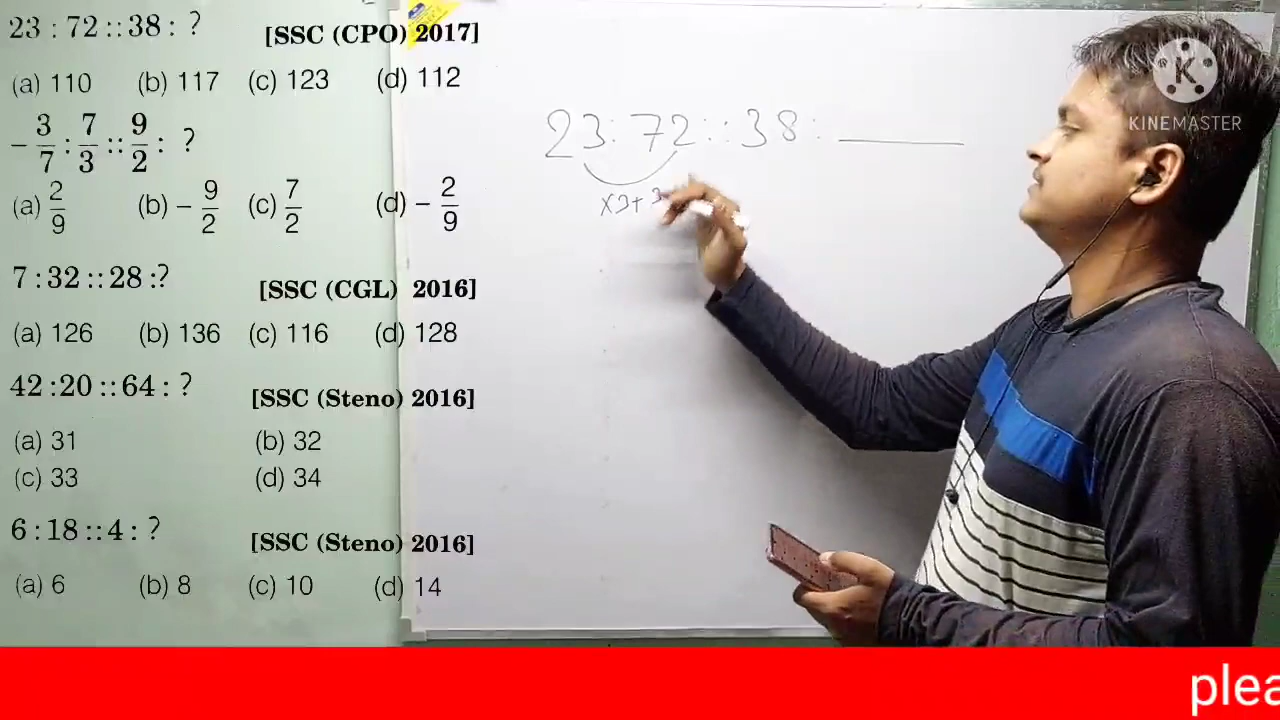 23 : 72 :: 38 : ?
[SSC (CPO) 2017]
(a) 110 (b) 117 (c) 123 (d) 112
- 3/7 : 7/3 :: 9/2 : ?
(a) 2/9 (b) - 9/2 (c) 7/2 (d) - 2/9
7 : 32 :: 28 : ?
[SSC (CGL) 2016]
(a) 126 (b) 136 (c) 116 (d) 128
42 : 20 :: 64 : ?
[SSC (Steno) 2016]
(a) 31 (b) 32
(c) 33 (d) 34
6 : 18 :: 4 : ?
[SSC (Steno) 2016]
(a) 6 (b) 8 (c) 10 (d) 14
23 : 72 :: 38 : ____
×3+3
K
KINEMASTER
plea